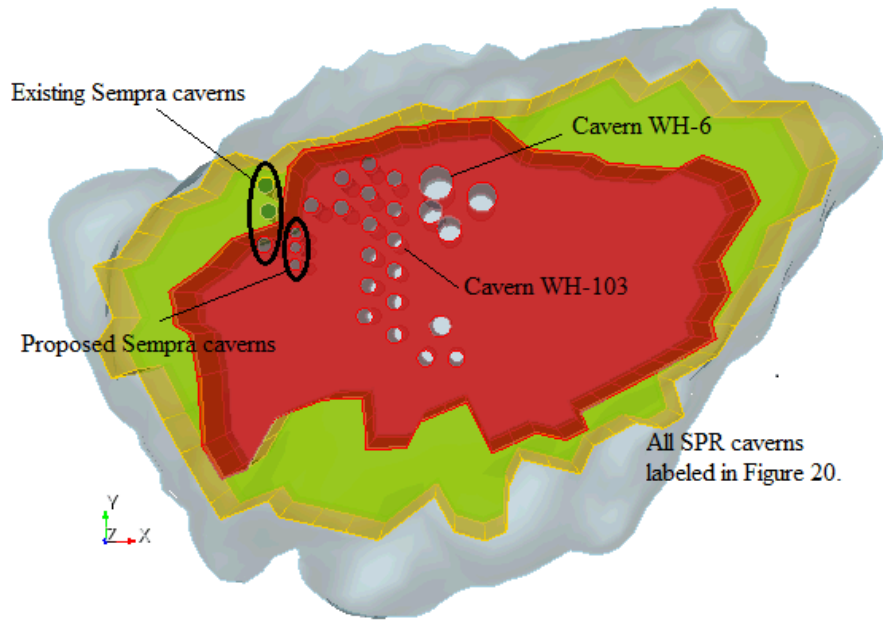 Existing Sempra caverns
Cavern WH-6
Cavern WH-103
Proposed Sempra caverns
All SPR caverns
labeled in Figure 20.
Y
Z X